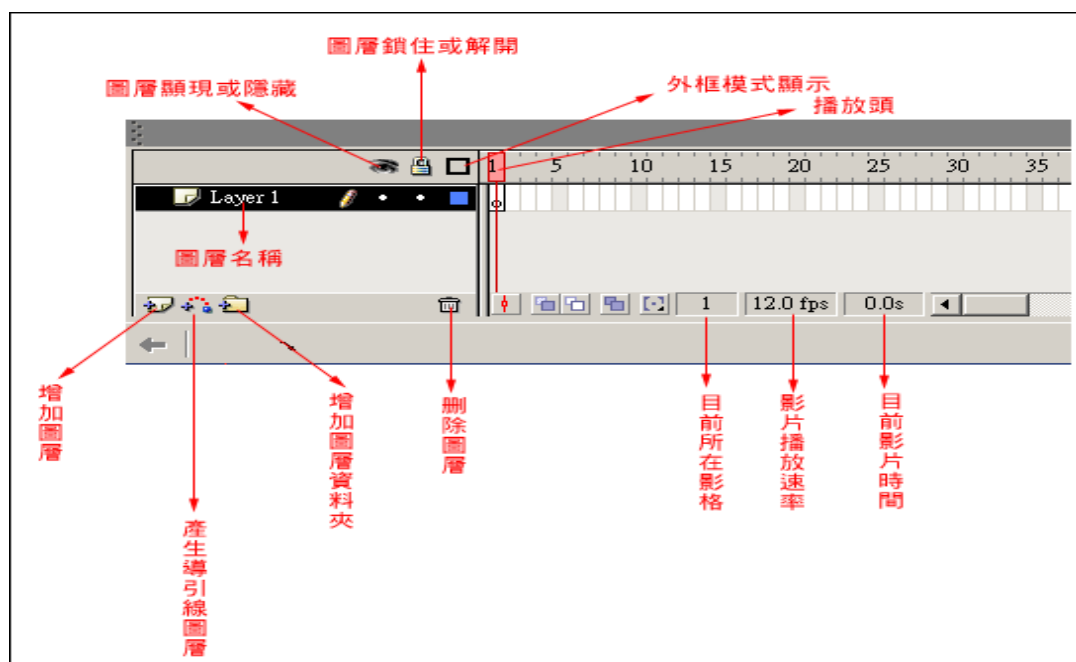 圖層鎖住或解開
圖層顯現或隱藏
外框模式顯示
播放頭
1 5 10 15 20 25 30 35
Layer 1
圖層名稱
1 12.0 fps 0.0s
增加圖層
產生導引線圖層
增加圖層資料夾
刪除圖層
目前所在影格
影片播放速率
目前影片時間